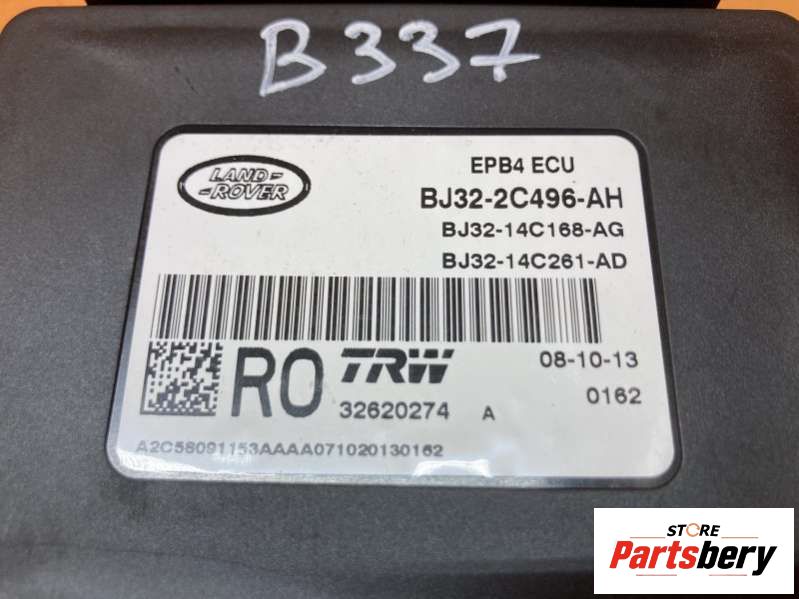 B337
LAND-
-ROVER
EPB4 ECU
BJ32-2C496-AH
BJ32-14C168-AG
BJ32-14C261-AD
RO TRW 08-10-13
32620274 A 0162
A2C58091153AAAA071020130162
STORE
Partsbery